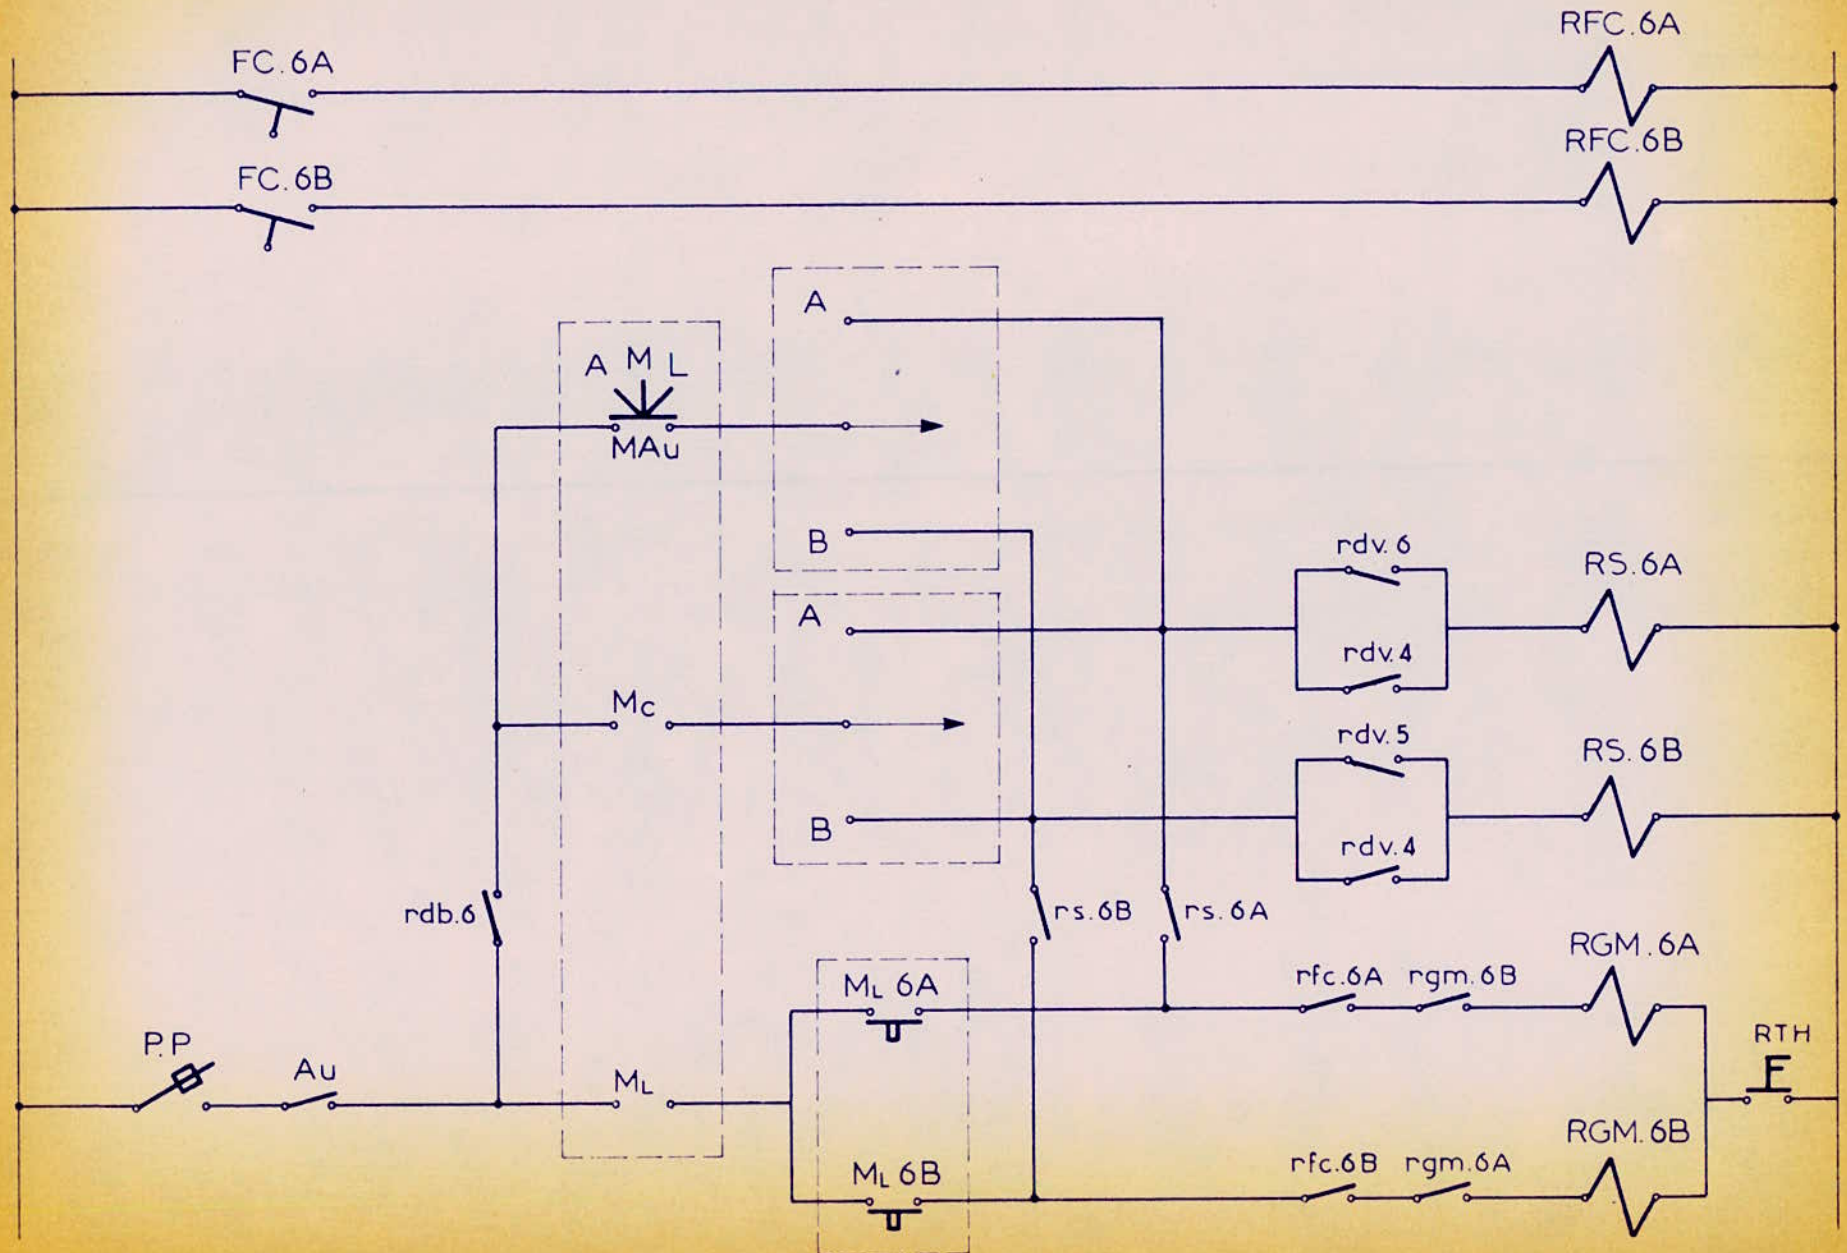 RFC.6A
FC.6A
RFC.6B
FC.6B
A
A M L
MAu
B
rdv.6
RS.6A
A
rdv.4
Mc
rdv.5
RS.6B
B
rdv.4
rdb.6
rs.6B
rs.6A
RGM.6A
ML 6A
rfc.6A
rgm.6B
P.P
Au
ML
RTH
RGM.6B
ML 6B
rfc.6B
rgm.6A